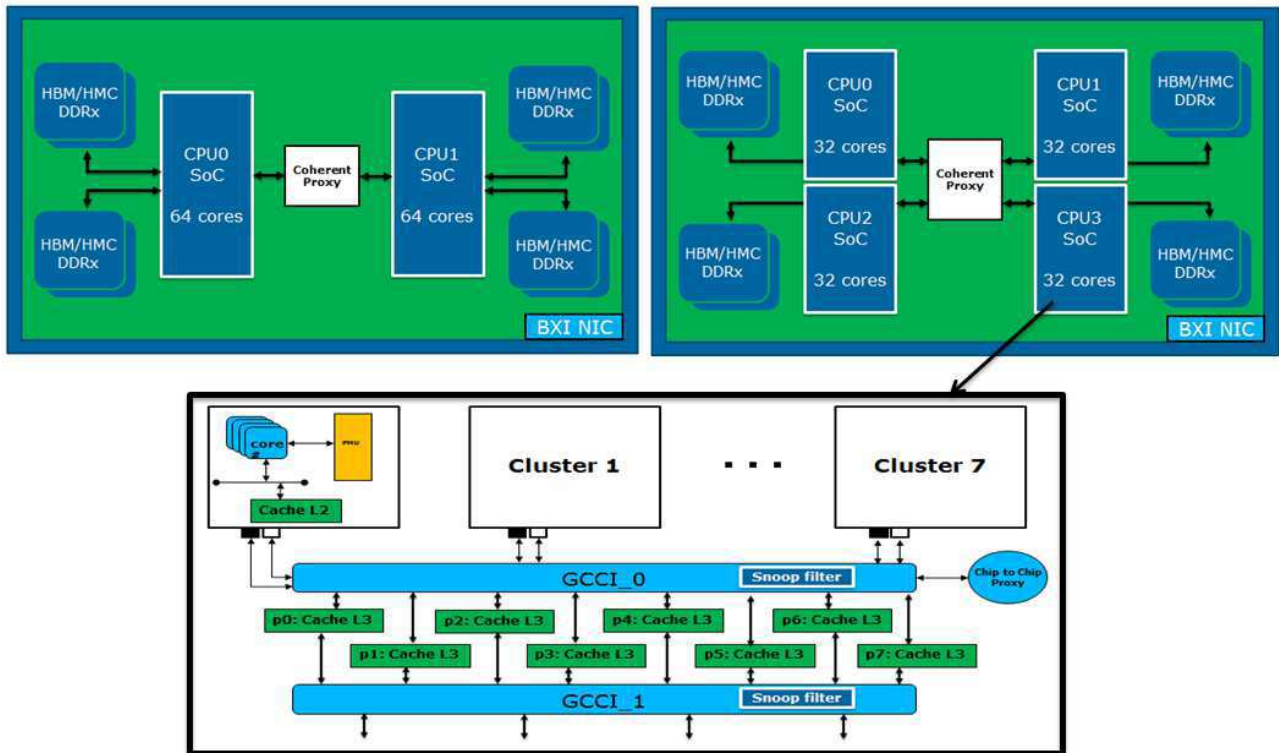 HBM/HMC
DDRx
HBM/HMC
DDRx
CPU0
SoC
64 cores
Coherent
Proxy
CPU1
SoC
64 cores
HBM/HMC
DDRx
HBM/HMC
DDRx
BXI NIC
HBM/HMC
DDRx
HBM/HMC
DDRx
CPU0
SoC
32 cores
CPU1
SoC
32 cores
Coherent
Proxy
CPU2
SoC
32 cores
CPU3
SoC
32 cores
HBM/HMC
DDRx
HBM/HMC
DDRx
BXI NIC
core
PMU
Cache L2
Cluster 1
. . .
Cluster 7
GCCI_0
Snoop filter
Chip to Chip
Proxy
p0: Cache L3
p2: Cache L3
p4: Cache L3
p6: Cache L3
p1: Cache L3
p3: Cache L3
p5: Cache L3
p7: Cache L3
GCCI_1
Snoop filter